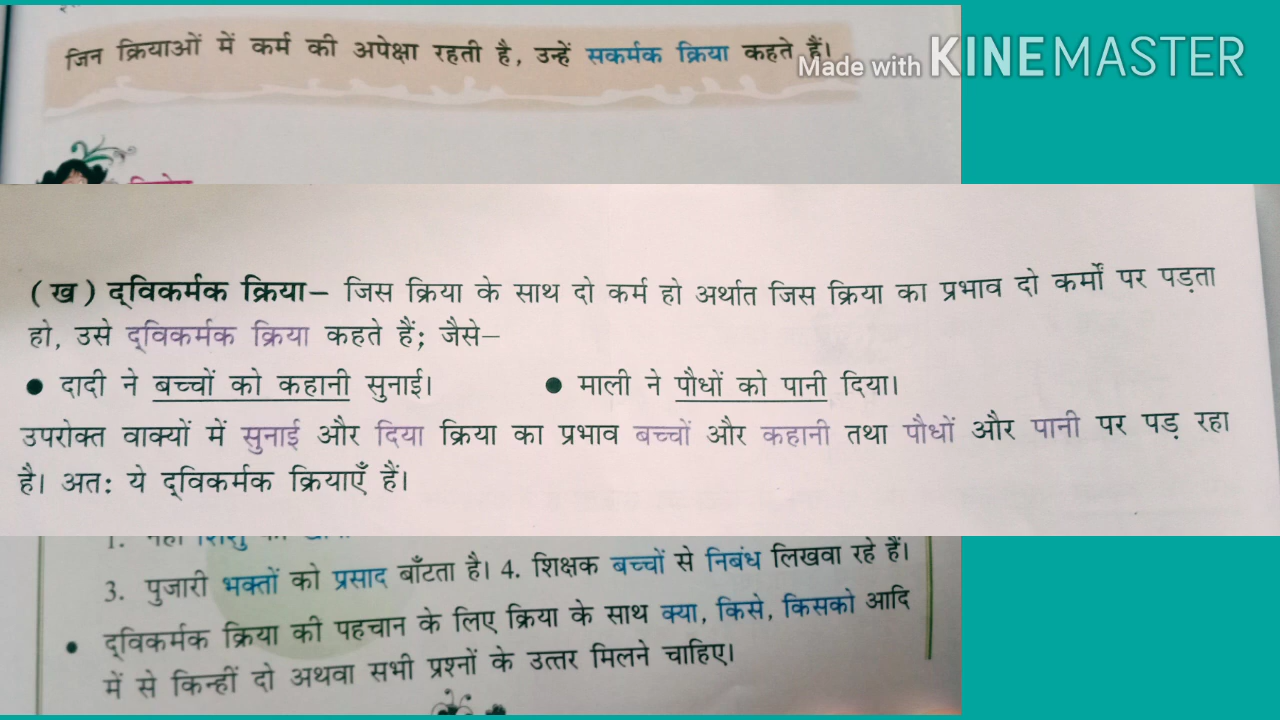 जिन क्रियाओं में कर्म की अपेक्षा रहती है, उन्हें सकर्मक क्रिया कहते हैं।
Made with KINEMASTER
(ख) द्‌विकर्मक क्रिया– जिस क्रिया के साथ दो कर्म हो अर्थात जिस क्रिया का प्रभाव दो कर्मों पर पड़ता
हो, उसे द्‌विकर्मक क्रिया कहते हैं; जैसे–
● दादी ने बच्चों को कहानी सुनाई। ● माली ने पौधों को पानी दिया।
उपरोक्त वाक्यों में सुनाई और दिया क्रिया का प्रभाव बच्चों और कहानी तथा पौधों और पानी पर पड़ रहा
है। अतः ये द्‌विकर्मक क्रियाएँ हैं।
1. शिशु
3. पुजारी भक्तों को प्रसाद बाँटता है। 4. शिक्षक बच्चों से निबंध लिखवा रहे हैं।
● द्‌विकर्मक क्रिया की पहचान के लिए क्रिया के साथ क्या, किसे, किसको आदि
में से किन्हीं दो अथवा सभी प्रश्नों के उत्तर मिलने चाहिए।